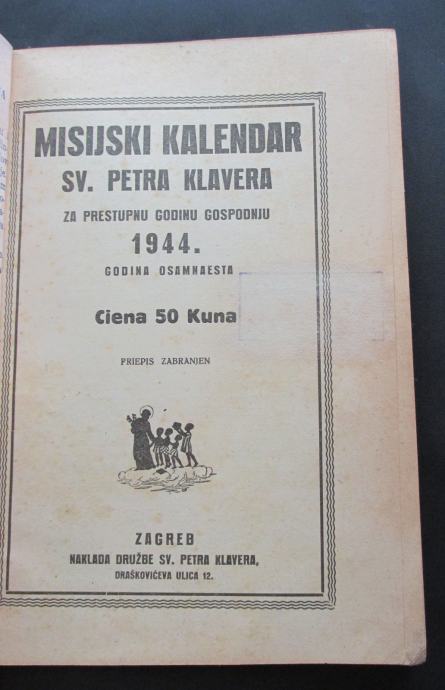 MISIJSKI KALENDAR
SV. PETRA KLAVERA
ZA PRESTUPNU GODINU GOSPODNJU
1944.
GODINA OSAMNAESTA
Ciena 50 Kuna
PRIEPIS ZABRANJEN
ZAGREB
NAKLADA DRUŽBE SV. PETRA KLAVERA,
DRAŠKOVIĆEVA ULICA 12.